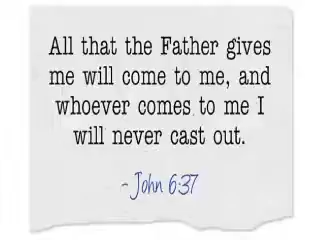 All that the Father gives
me will come to me, and
whoever comes to me I
will never cast out.
- John 6:37